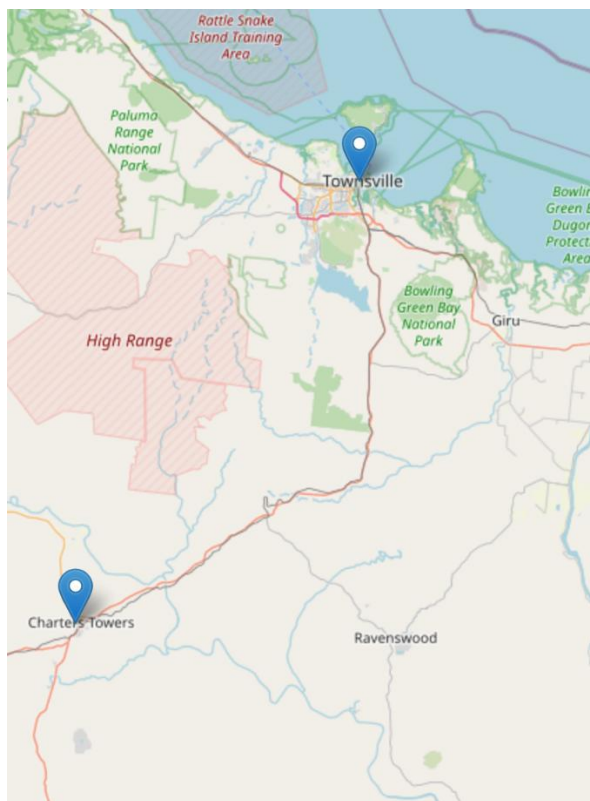 Rattle Snake
Island Training
Area
Paluma
Range
National
Park
Townsville
Bowling
Green B
Dugon
Protect
Area
Bowling
Green Bay
National
Park
Giru
High Range
Charters Towers
Ravenswood